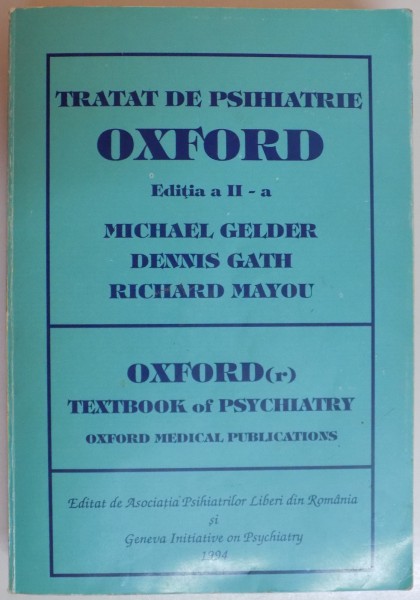 TRATAT DE PSIHIATRIE
OXFORD
Ediția a II - a
MICHAEL GELDER
DENNIS GATH
RICHARD MAYOU
OXFORD(r)
TEXTBOOK of PSYCHIATRY
OXFORD MEDICAL PUBLICATIONS
Editat de Asociația Psihiatrilor Liberi din România
și
Geneva Initiative on Psychiatry
1994